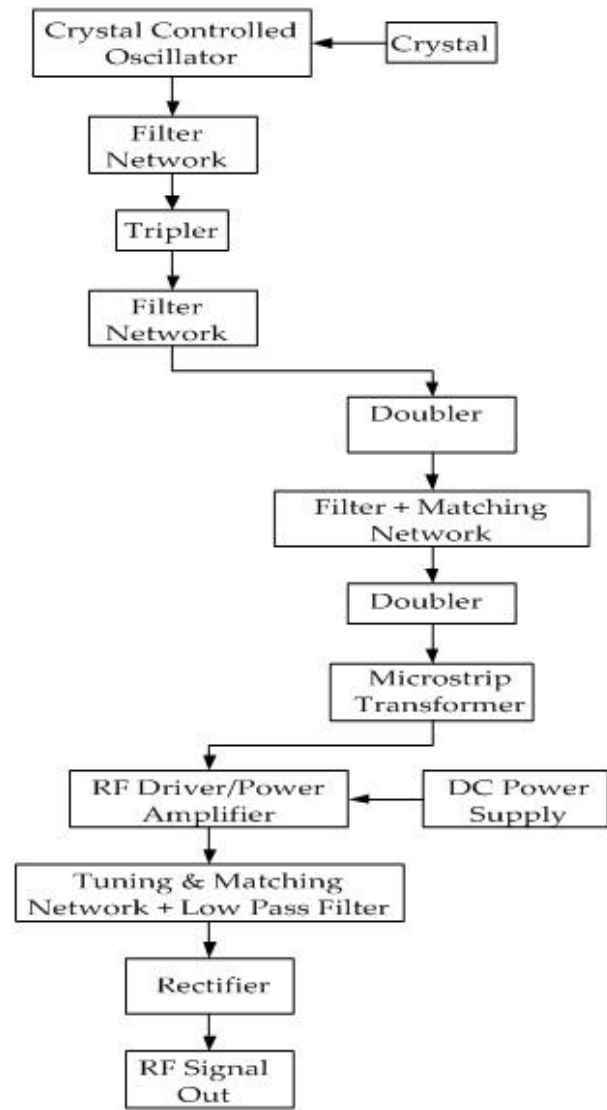 Crystal Controlled
Oscillator
Crystal
Filter
Network
Tripler
Filter
Network
Doubler
Filter + Matching
Network
Doubler
Microstrip
Transformer
RF Driver/Power
Amplifier
DC Power
Supply
Tuning & Matching
Network + Low Pass Filter
Rectifier
RF Signal
Out